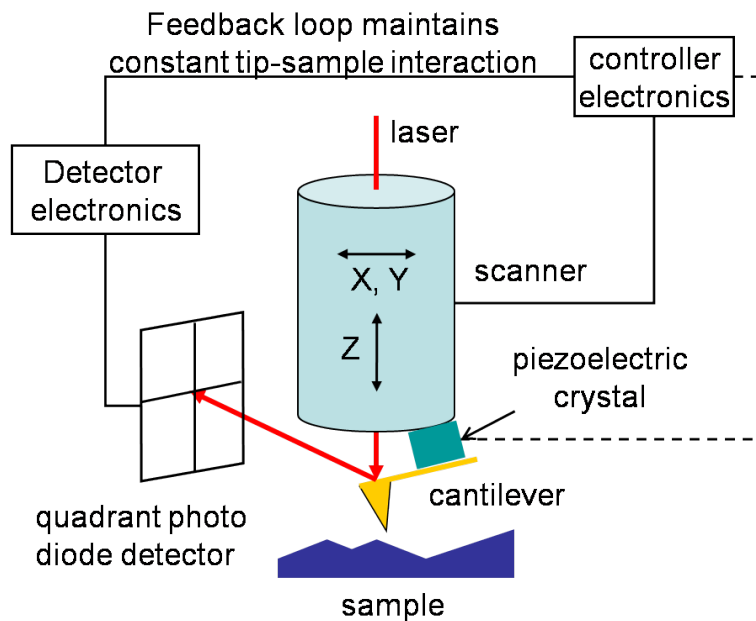 Feedback loop maintains
constant tip-sample interaction
controller
electronics
laser
Detector
electronics
X, Y
scanner
Z
piezoelectric
crystal
cantilever
quadrant photo
diode detector
sample